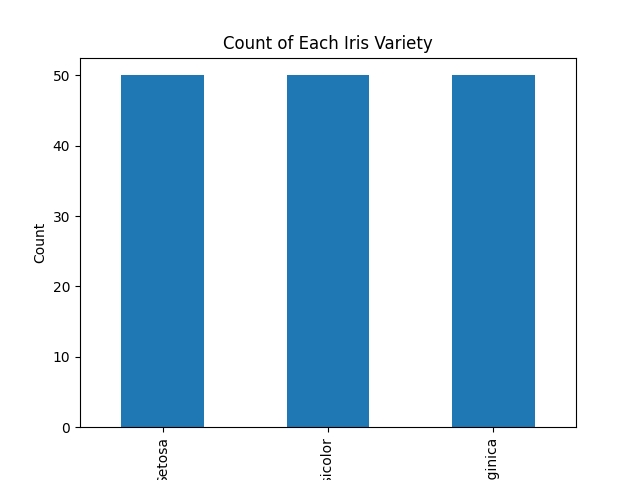 Count of Each Iris Variety
50
40
30
20
10
0
Count
Setosa
sicolor
ginica